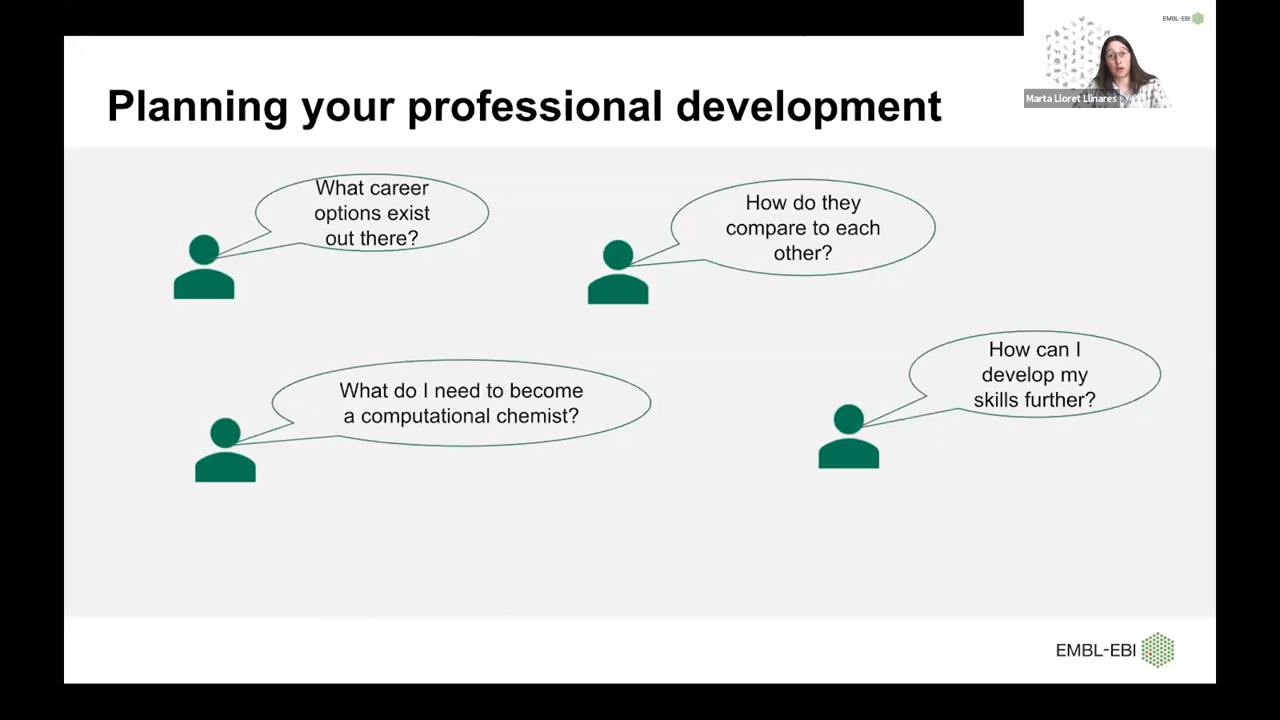 EMBL-EBI
Marta Lloret Llinares
Planning your professional development
What career
options exist
out there?
How do they
compare to each
other?
What do I need to become
a computational chemist?
How can I
develop my
skills further?
EMBL-EBI